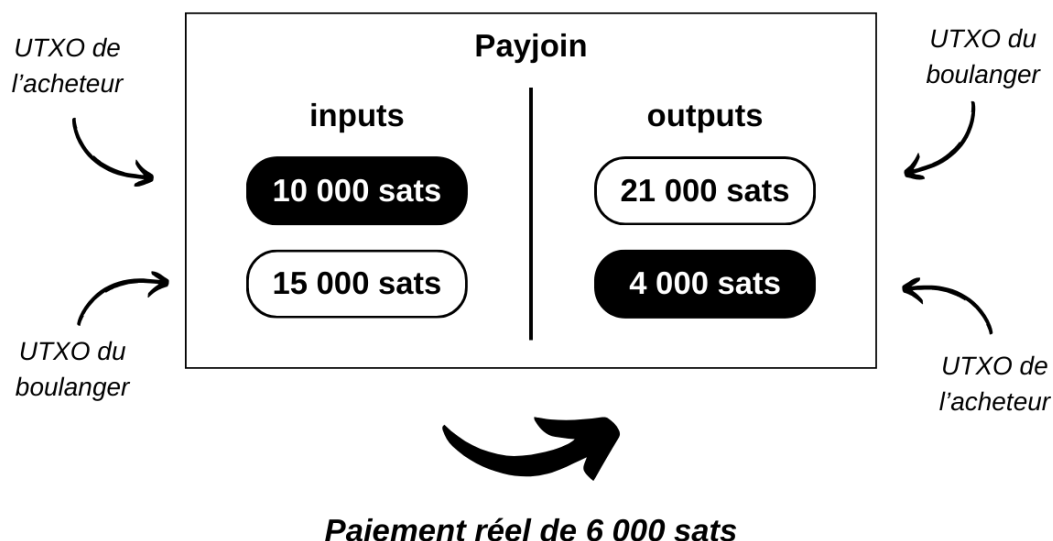 Payjoin
UTXO de
l'acheteur
UTXO du
boulanger
inputs
outputs
10 000 sats
21 000 sats
15 000 sats
4 000 sats
UTXO du
boulanger
UTXO de
l'acheteur
Paiement réel de 6 000 sats